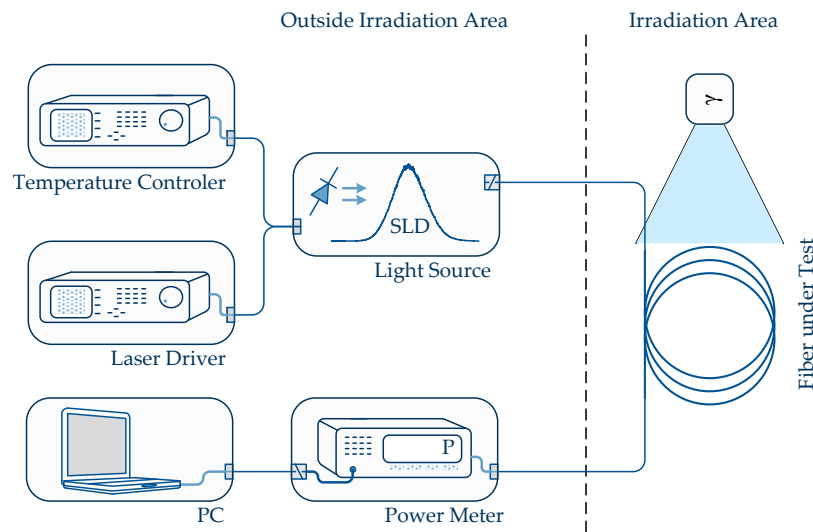 Outside Irradiation Area
Irradiation Area
γ
Temperature Controler
SLD
Light Source
Laser Driver
Fiber under Test
P
PC
Power Meter